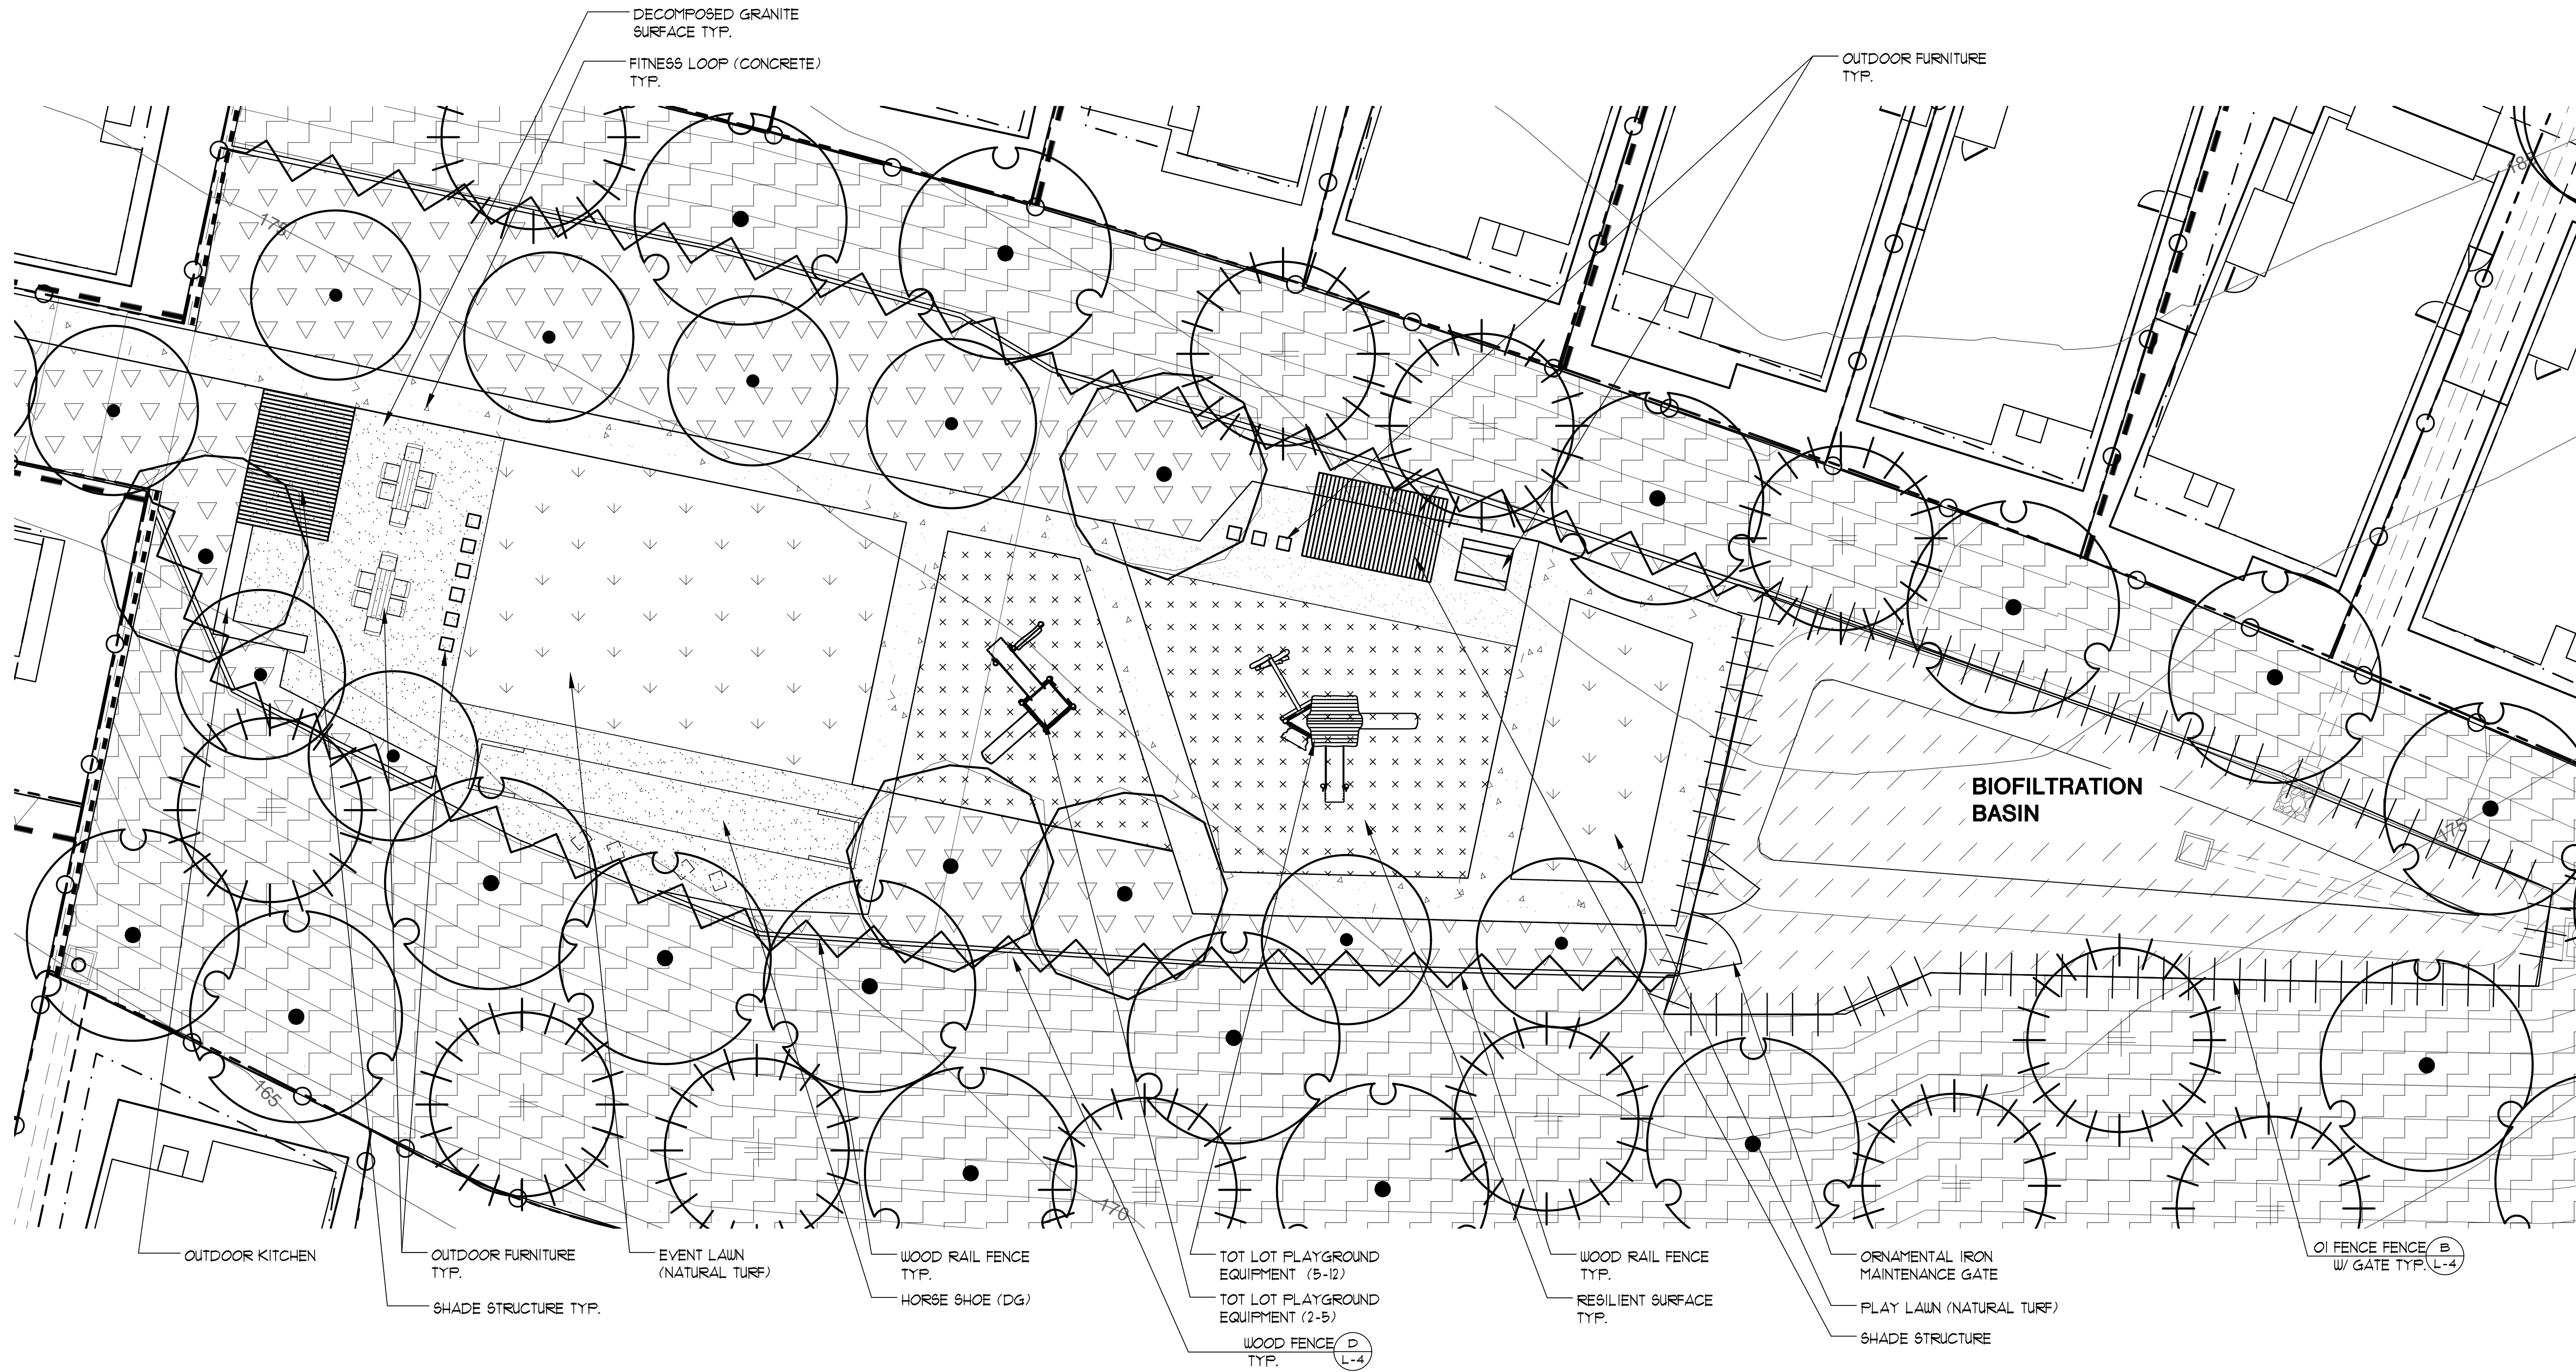 DECOMPOSED GRANITE
SURFACE TYP.
FITNESS LOOP (CONCRETE)
TYP.
OUTDOOR FURNITURE
TYP.
175
BIOFILTRATION
BASIN
175
165
170
OUTDOOR KITCHEN
OUTDOOR FURNITURE
TYP.
SHADE STRUCTURE TYP.
EVENT LAWN
(NATURAL TURF)
WOOD RAIL FENCE
TYP.
HORSE SHOE (DG)
TOT LOT PLAYGROUND
EQUIPMENT (5-12)
TOT LOT PLAYGROUND
EQUIPMENT (2-5)
WOOD FENCE
TYP.
D
L-4
WOOD RAIL FENCE
TYP.
RESILIENT SURFACE
TYP.
ORNAMENTAL IRON
MAINTENANCE GATE
PLAY LAWN (NATURAL TURF)
SHADE STRUCTURE
OI FENCE FENCE
W/ GATE TYP.
B
L-4